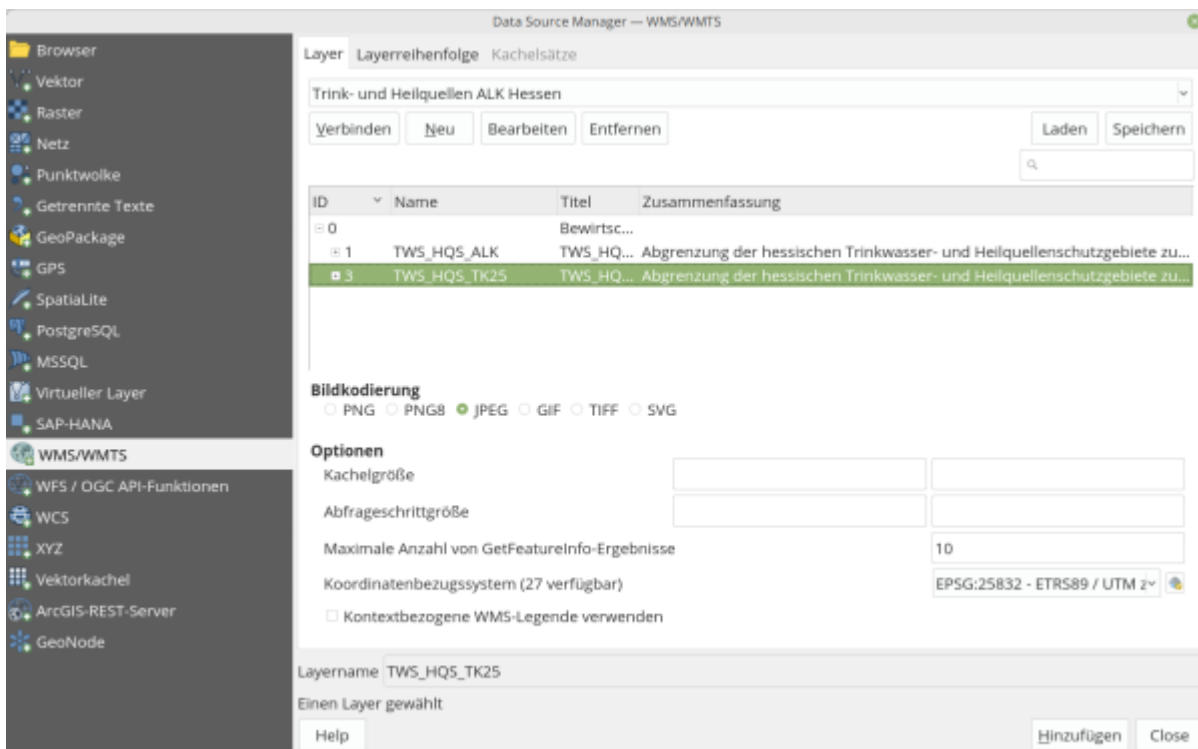 Data Source Manager — WMS/WMTS
Browser
Vektor
Raster
Netz
Punktwolke
Getrennte Texte
GeoPackage
GPS
SpatiaLite
PostgreSQL
MSSQL
Virtueller Layer
SAP-HANA
WMS/WMTS
WFS / OGC API-Funktionen
WCS
XYZ
Vektorkachel
ArcGIS-REST-Server
GeoNode
Layer Layerreihenfolge Kachelsätze
Trink- und Heilquellen ALK Hessen
Verbinden Neu Bearbeiten Entfernen Laden Speichern
ID Name Titel Zusammenfassung
0 Bewirtsc...
1 TWS_HQS_ALK TWS_HQ... Abgrenzung der hessischen Trinkwasser- und Heilquellenschutzgebiete zu...
3 TWS_HQS_TK25 TWS_HQ... Abgrenzung der hessischen Trinkwasser- und Heilquellenschutzgebiete zu...
Bildkodierung
PNG PNG8 JPEG GIF TIFF SVG
Optionen
Kachelgröße
Abfrageschrittgröße
Maximale Anzahl von GetFeatureInfo-Ergebnisse 10
Koordinatenbezugssystem (27 verfügbar) EPSG:25832 - ETRS89 / UTM z
Kontextbezogene WMS-Legende verwenden
Layername TWS_HQS_TK25
Einen Layer gewählt
Help Hinzufügen Close